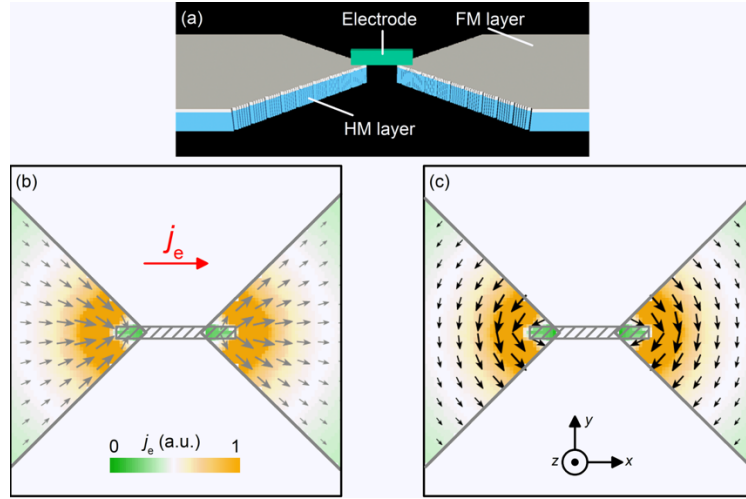 (a)
Electrode
FM layer
HM layer
(b)
je
0
je (a.u.)
1
(c)
y
z
x